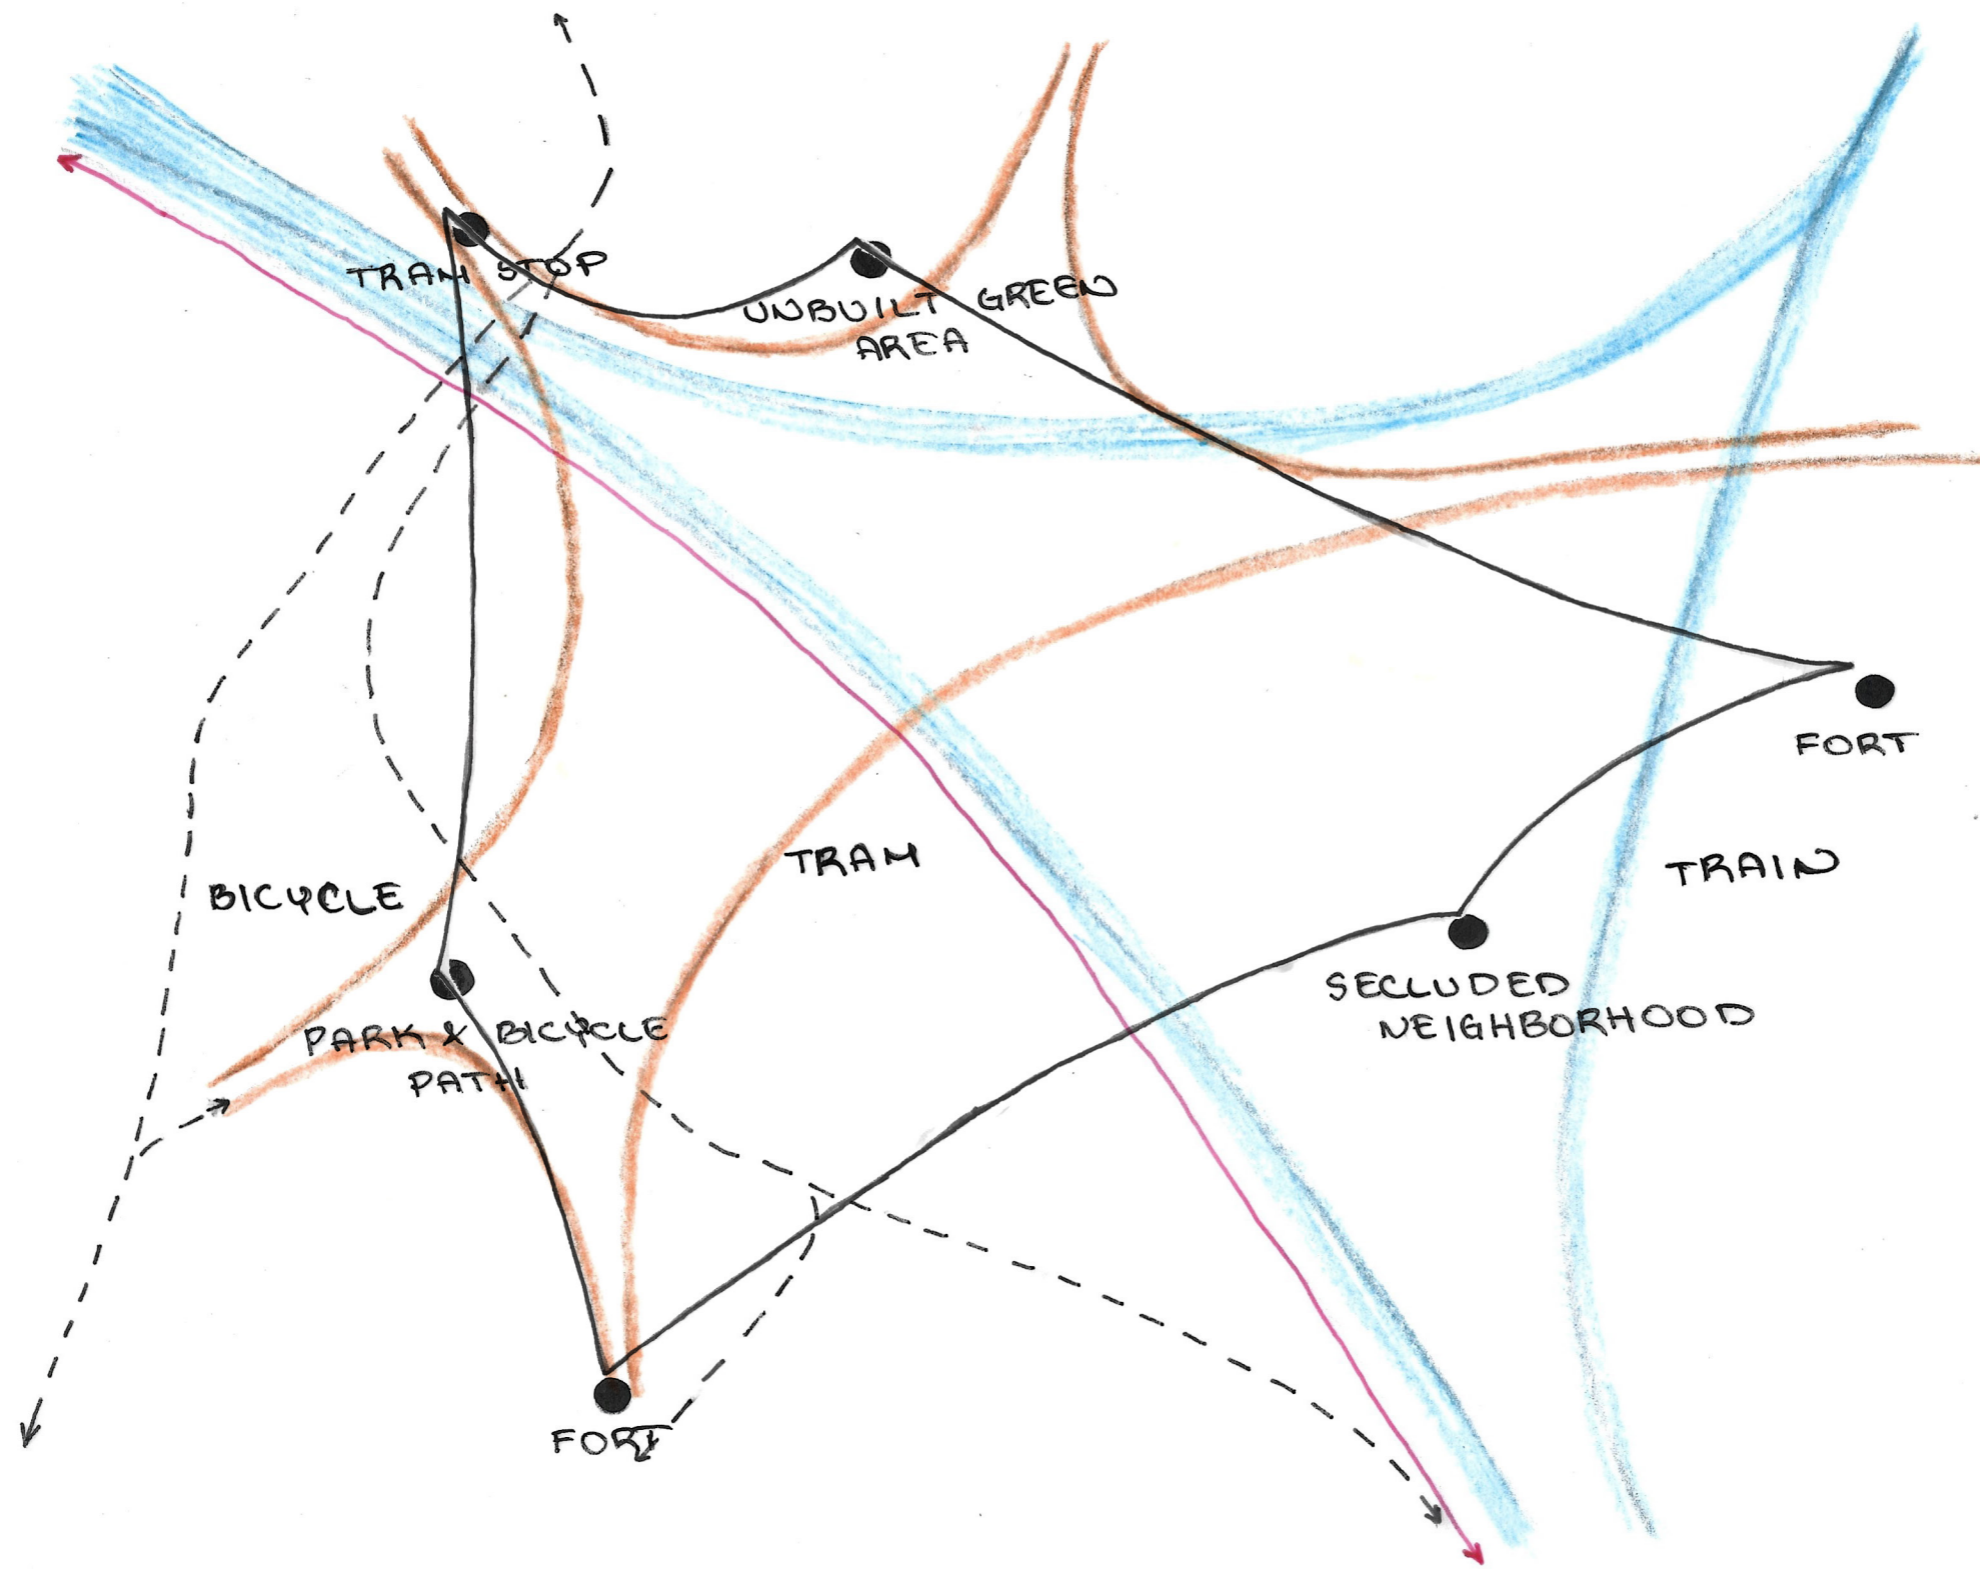 TRAM STOP
UNBUILT GREEN
AREA
FORT
TRAM
TRAIN
BICYCLE
SECLUDED
NEIGHBORHOOD
PARK & BICYCLE
PATH
FORT